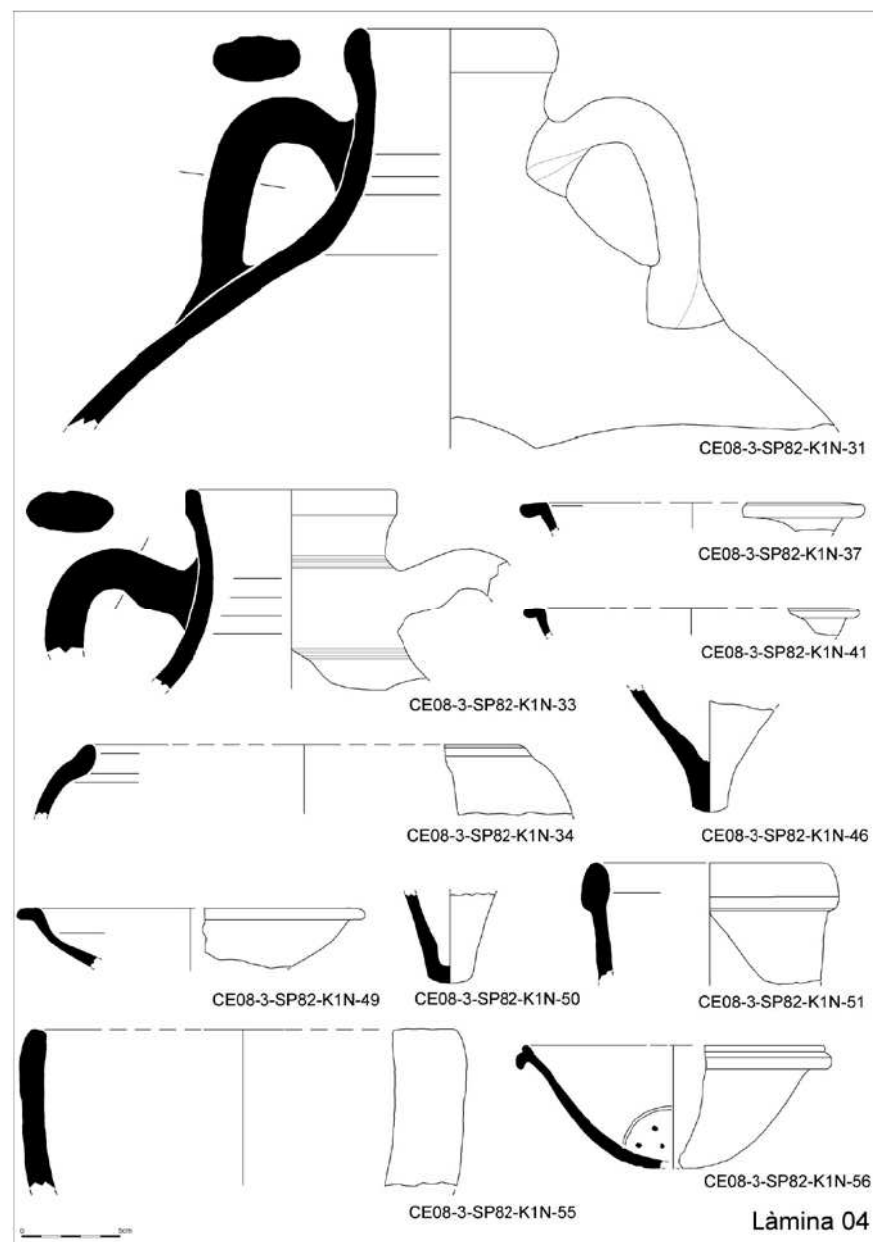 CE08-3-SP82-K1N-31
CE08-3-SP82-K1N-37
CE08-3-SP82-K1N-41
CE08-3-SP82-K1N-33
CE08-3-SP82-K1N-34
CE08-3-SP82-K1N-46
CE08-3-SP82-K1N-49
CE08-3-SP82-K1N-50
CE08-3-SP82-K1N-51
CE08-3-SP82-K1N-55
CE08-3-SP82-K1N-56
0 5cm
Làmina 04